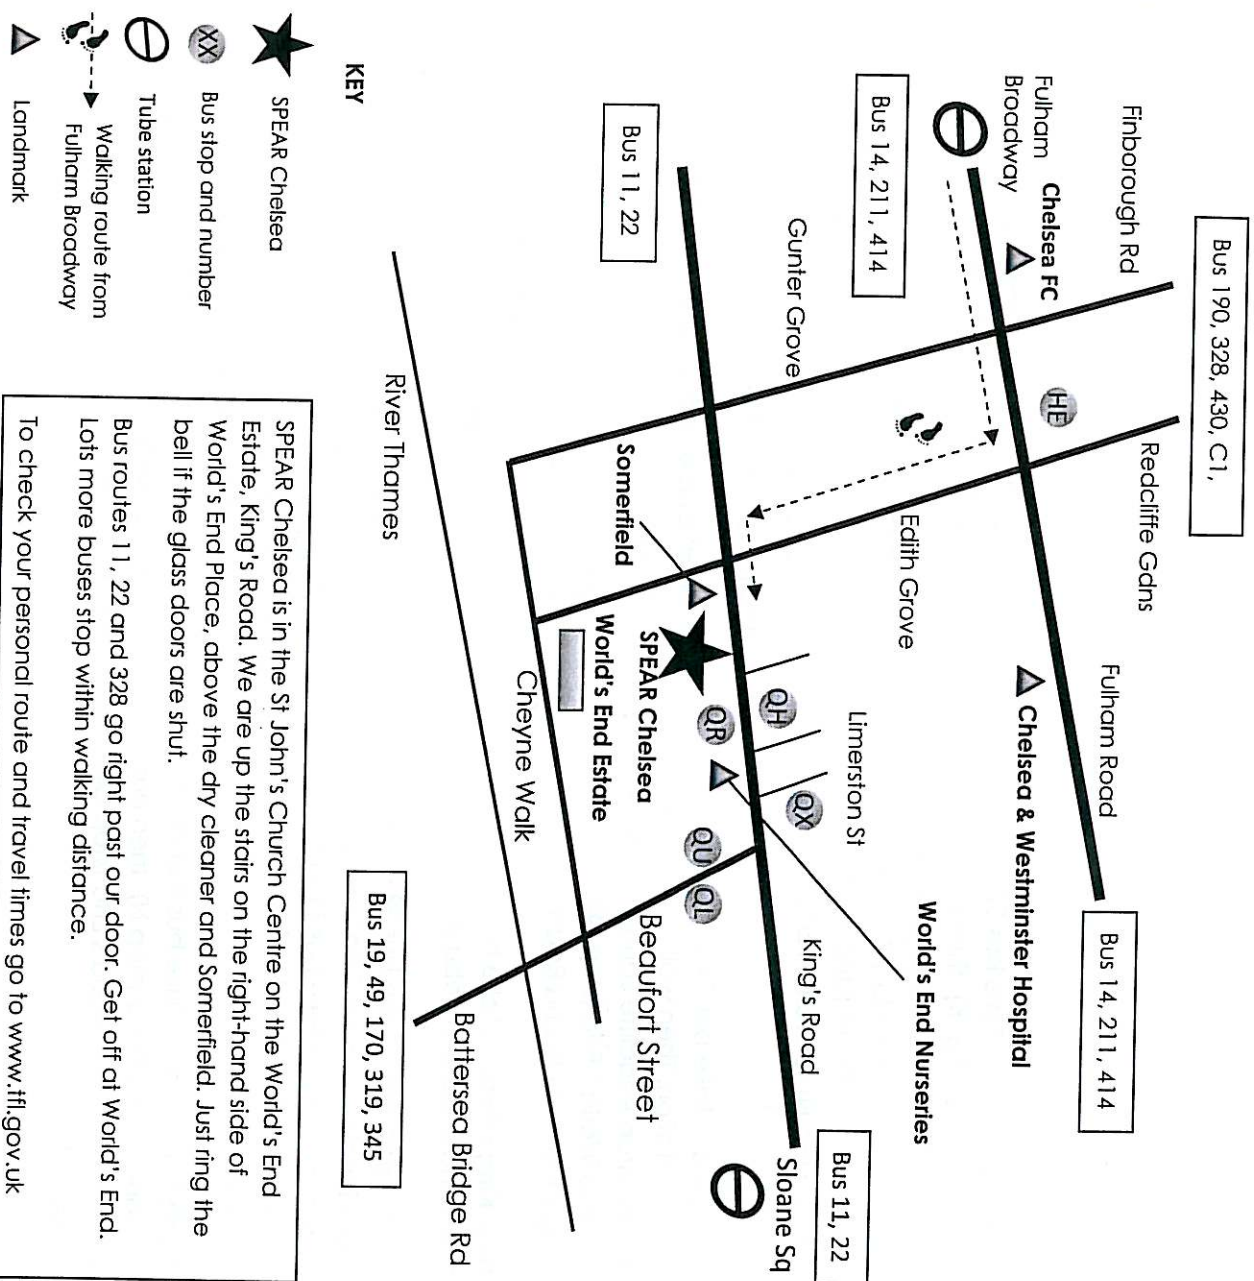 Bus 190, 328, 430, C1,
Finborough Rd
Redcliffe Gdns
Fulham Road
Bus 14, 211, 414
Fulham
Broadway
Chelsea FC
HE
Chelsea & Westminster Hospital
Bus 14, 211, 414
Edith Grove
World's End Nurseries
Gunter Grove
Limerston St
King's Road
Bus 11, 22
Sloane Sq
QH
QX
QR
QU
QL
Bus 11, 22
Somerfield
SPEAR Chelsea
World's End Estate
Beaufort Street
Cheyne Walk
River Thames
Battersea Bridge Rd
Bus 19, 49, 170, 319, 345
KEY
SPEAR Chelsea
XX
Bus stop and number
Tube station
Walking route from
Fulham Broadway
Landmark
SPEAR Chelsea is in the St John's Church Centre on the World's End
Estate, King's Road. We are up the stairs on the right-hand side of
World's End Place, above the dry cleaner and Somerfield. Just ring the
bell if the glass doors are shut.
Bus routes 11, 22 and 328 go right past our door. Get off at World's End.
Lots more buses stop within walking distance.
To check your personal route and travel times go to www.tfl.gov.uk